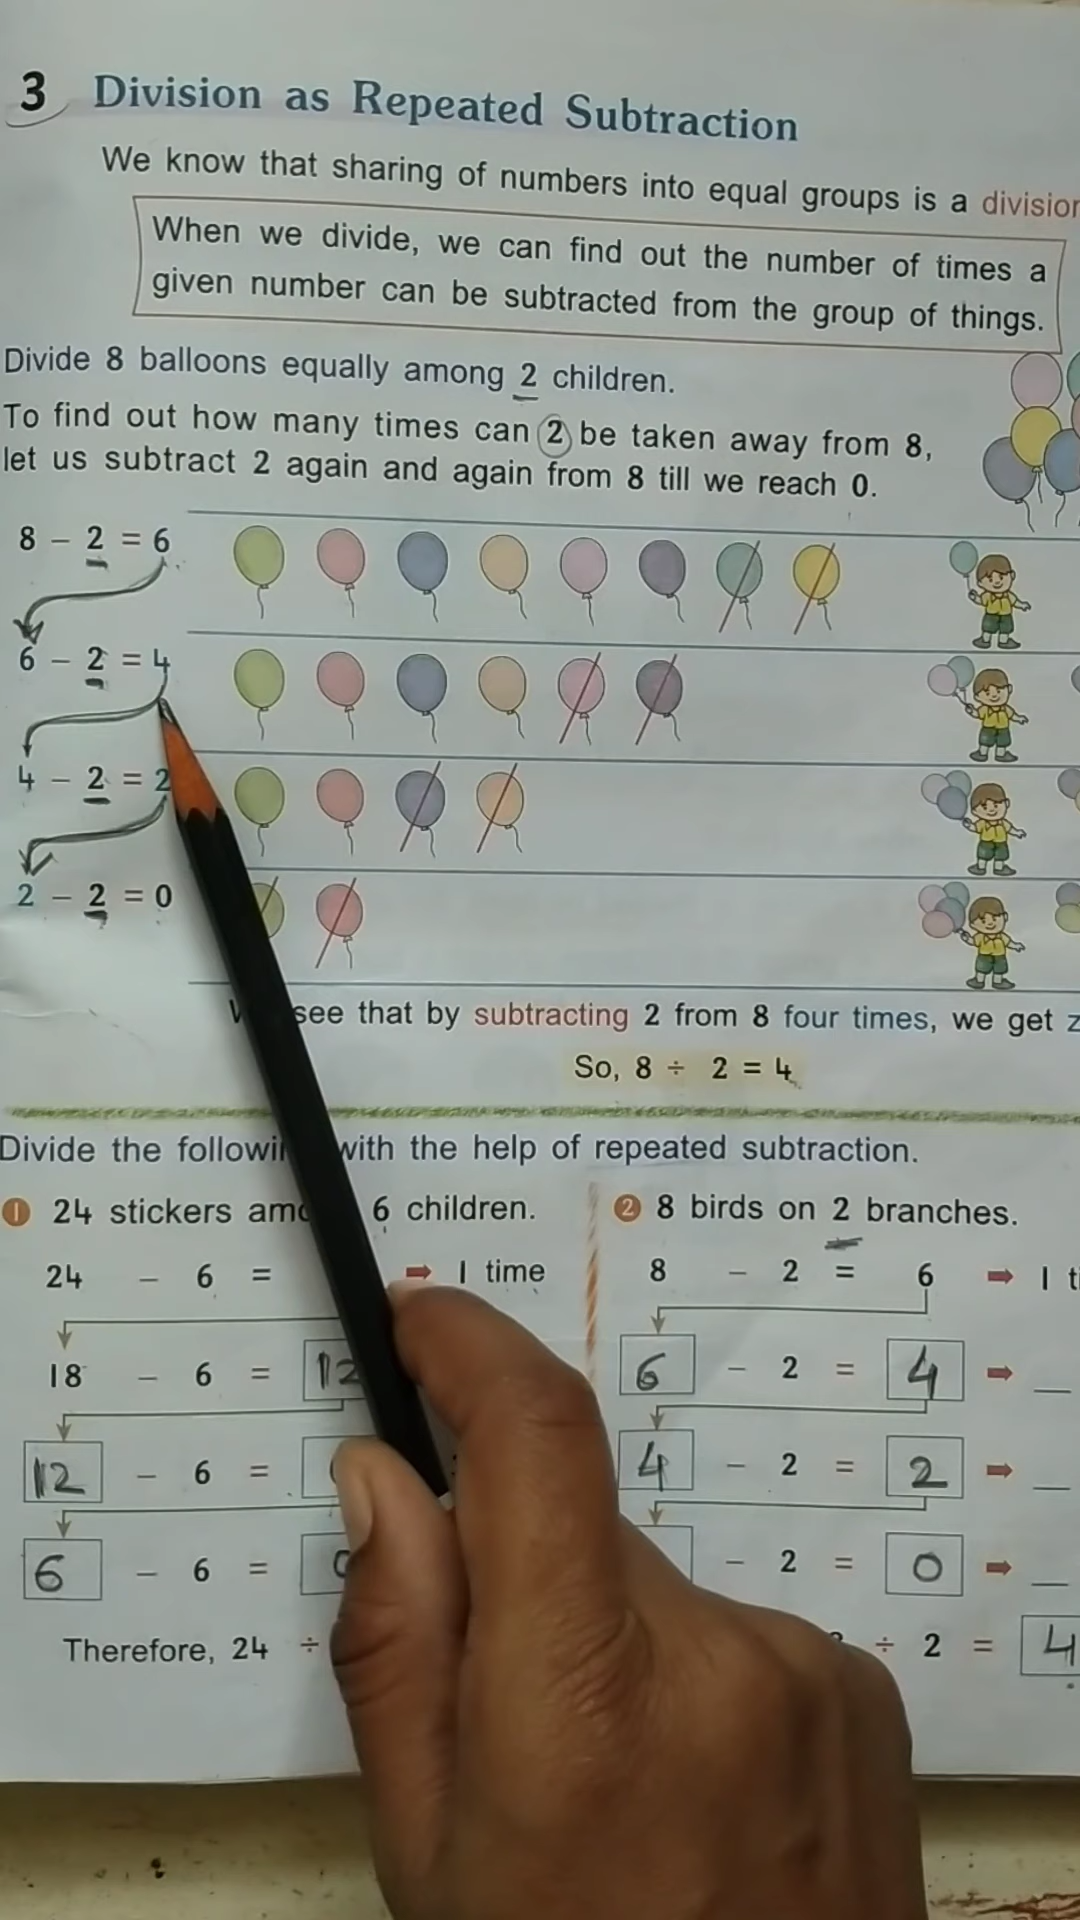 3 Division as Repeated Subtraction
We know that sharing of numbers into equal groups is a division
When we divide, we can find out the number of times a
given number can be subtracted from the group of things.
Divide 8 balloons equally among 2 children.
To find out how many times can 2 be taken away from 8,
let us subtract 2 again and again from 8 till we reach 0.
8 – 2 = 6
6 – 2 = 4
4 – 2 = 2
2 – 2 = 0
see that by subtracting 2 from 8 four times, we get
So, 8 ÷ 2 = 4
Divide the with the help of repeated subtraction.
1 24 stickers 6 children.
24 – 6 = ➡ 1 time
18 – 6 = 12
12 – 6 =
6 – 6 = 0
Therefore, 24 ÷
2 8 birds on 2 branches.
8 – 2 = 6 ➡ 1
6 – 2 = 4 ➡ __
4 – 2 = 2 ➡ __
– 2 = 0 ➡ __
÷ 2 = 4